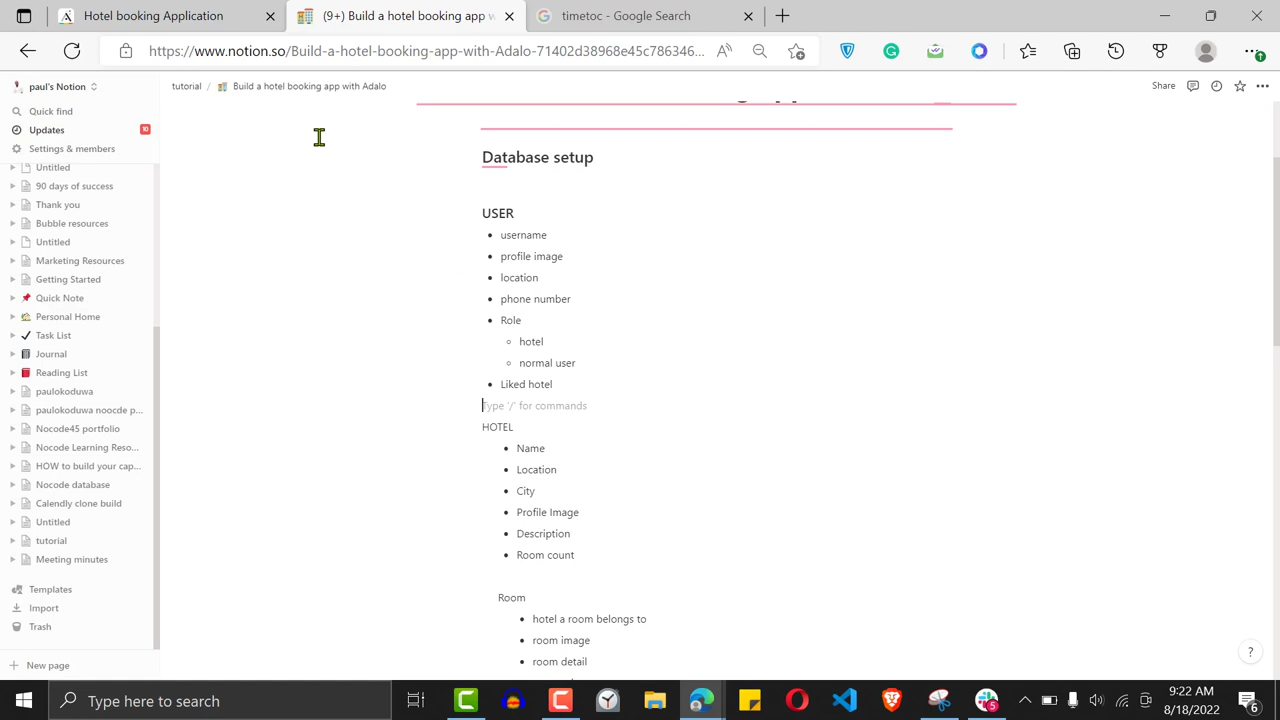 Hotel booking Application
(9+) Build a hotel booking app w
timetoc - Google Search
https://www.notion.so/Build-a-hotel-booking-app-with-Adalo-71402d38968e45c786346...
paul's Notion
tutorial / Build a hotel booking app with Adalo
Share
Quick find
Updates
10
Settings & members
Untitled
90 days of success
Thank you
Bubble resources
Untitled
Marketing Resources
Getting Started
Quick Note
Personal Home
Task List
Journal
Reading List
paulokoduwa
paulokoduwa noocde p...
Nocode45 portfolio
Nocode Learning Reso...
HOW to build your cap...
Nocode database
Calendly clone build
Untitled
tutorial
Meeting minutes
Templates
Import
Trash
New page
Database setup
USER
username
profile image
location
phone number
Role
hotel
normal user
Liked hotel
Type '/' for commands
HOTEL
Name
Location
City
Profile Image
Description
Room count
Room
hotel a room belongs to
room image
room detail
?
Type here to search
5
9:22 AM
8/18/2022
6